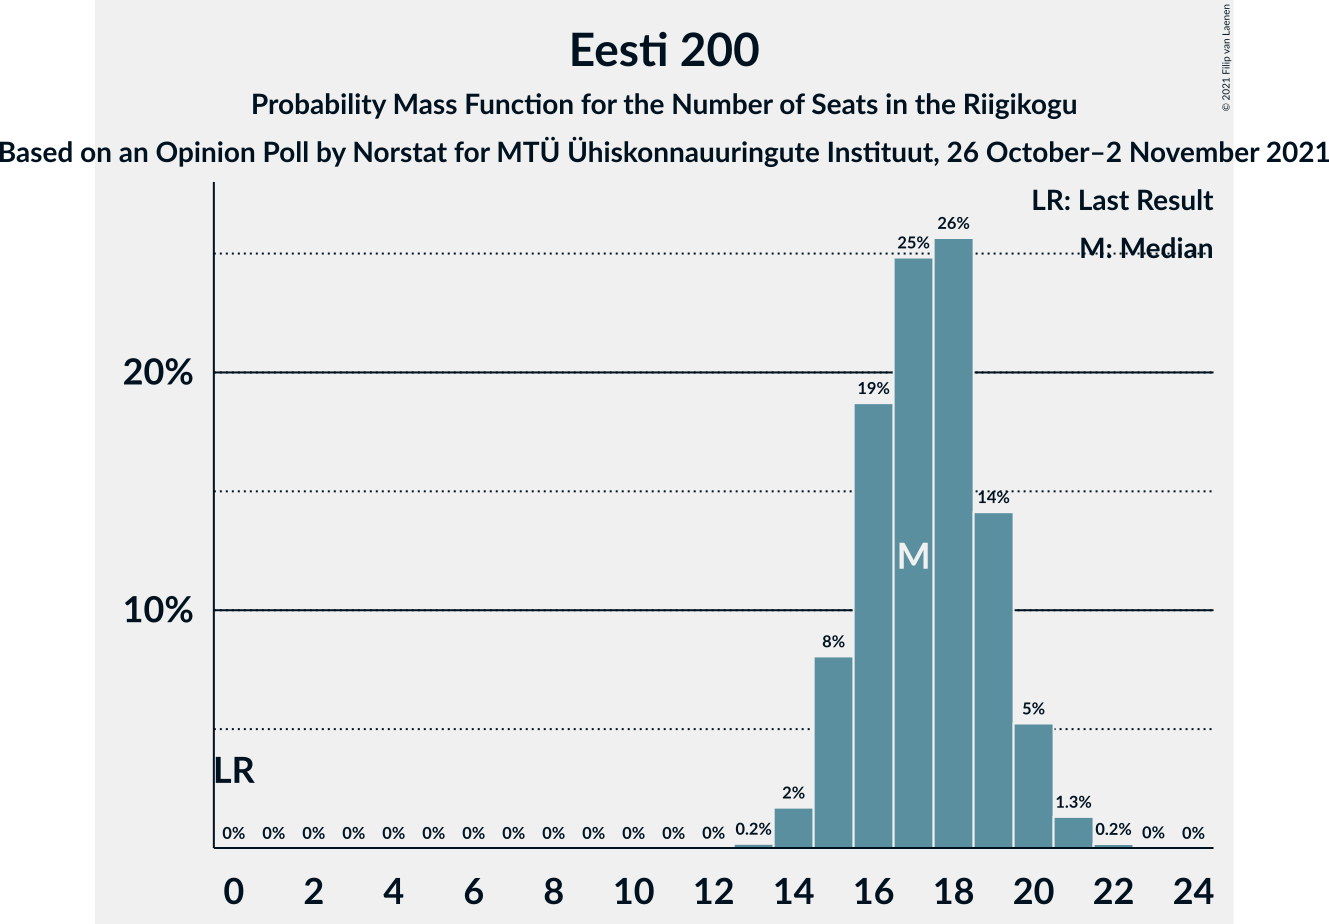 Eesti 200
Probability Mass Function for the Number of Seats in the Riigikogu
Based on an Opinion Poll by Norstat for MTÜ Ühiskonnauuringute Instituut, 26 October–2 November 2021
© 2021 Filip van Laenen
LR: Last Result
M: Median
26%
25%
20%
19%
14%
M
10%
8%
5%
LR
2%
1.3%
0% 0% 0% 0% 0% 0% 0% 0% 0% 0% 0% 0% 0% 0.2% 0.2% 0% 0%
0 2 4 6 8 10 12 14 16 18 20 22 24